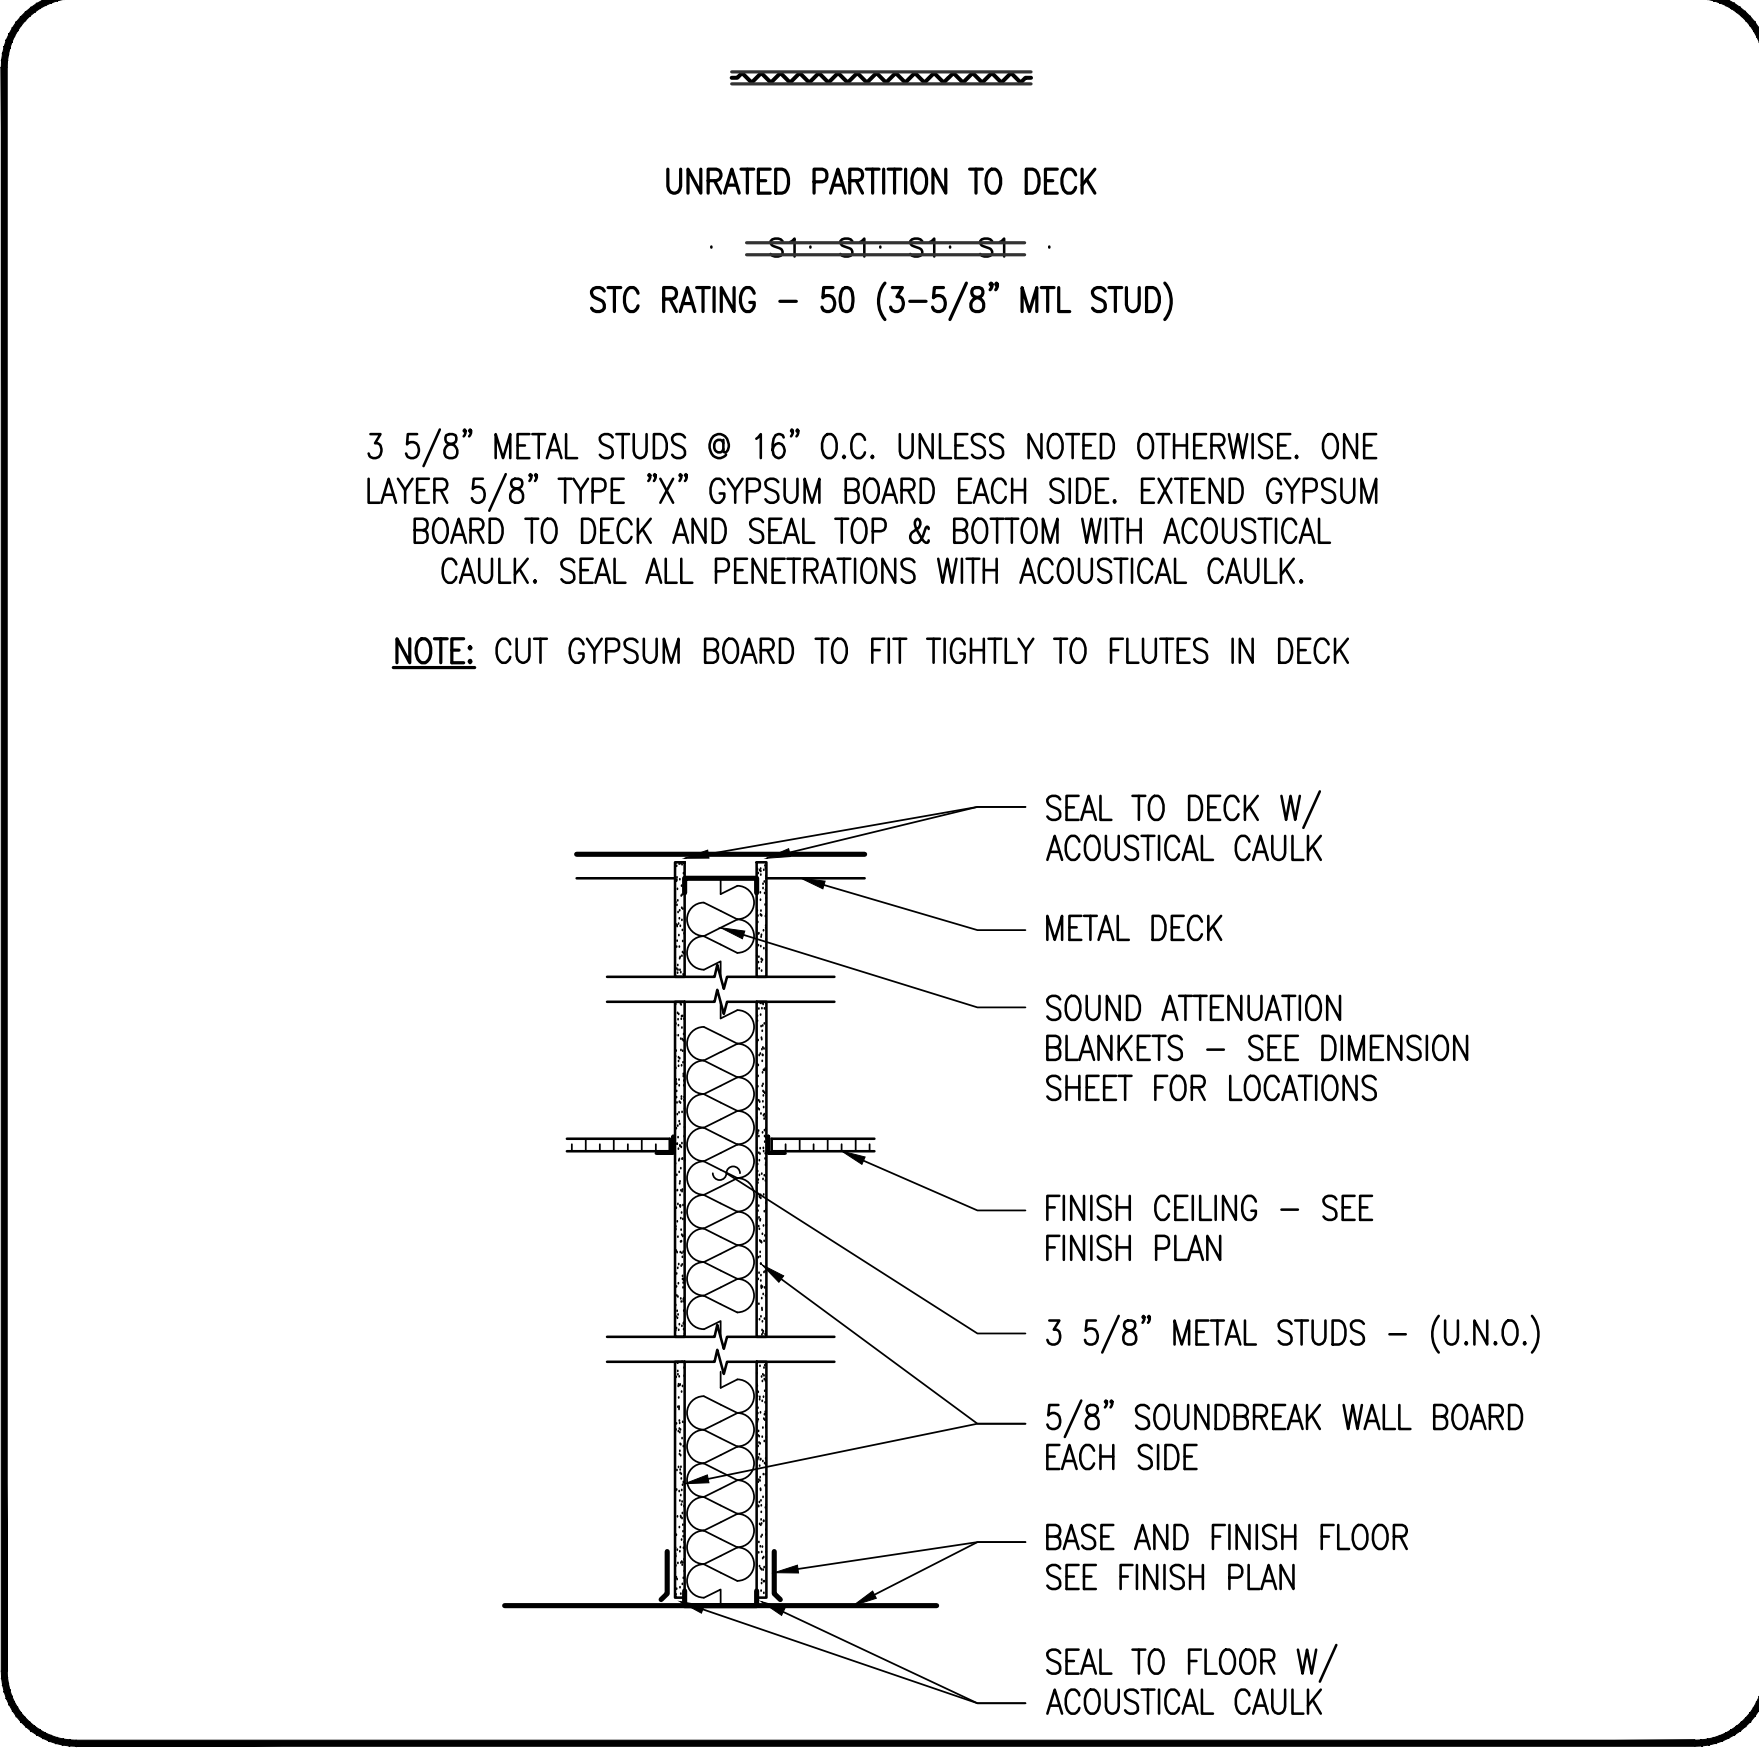 UNRATED PARTITION TO DECK
S1 S1 S1 S1
STC RATING – 50 (3–5/8” MTL STUD)
3 5/8” METAL STUDS @ 16” O.C. UNLESS NOTED OTHERWISE. ONE
LAYER 5/8” TYPE ”X” GYPSUM BOARD EACH SIDE. EXTEND GYPSUM
BOARD TO DECK AND SEAL TOP & BOTTOM WITH ACOUSTICAL
CAULK. SEAL ALL PENETRATIONS WITH ACOUSTICAL CAULK.
NOTE: CUT GYPSUM BOARD TO FIT TIGHTLY TO FLUTES IN DECK
SEAL TO DECK W/
ACOUSTICAL CAULK
METAL DECK
SOUND ATTENUATION
BLANKETS – SEE DIMENSION
SHEET FOR LOCATIONS
FINISH CEILING – SEE
FINISH PLAN
3 5/8” METAL STUDS – (U.N.O.)
5/8” SOUNDBREAK WALL BOARD
EACH SIDE
BASE AND FINISH FLOOR
SEE FINISH PLAN
SEAL TO FLOOR W/
ACOUSTICAL CAULK